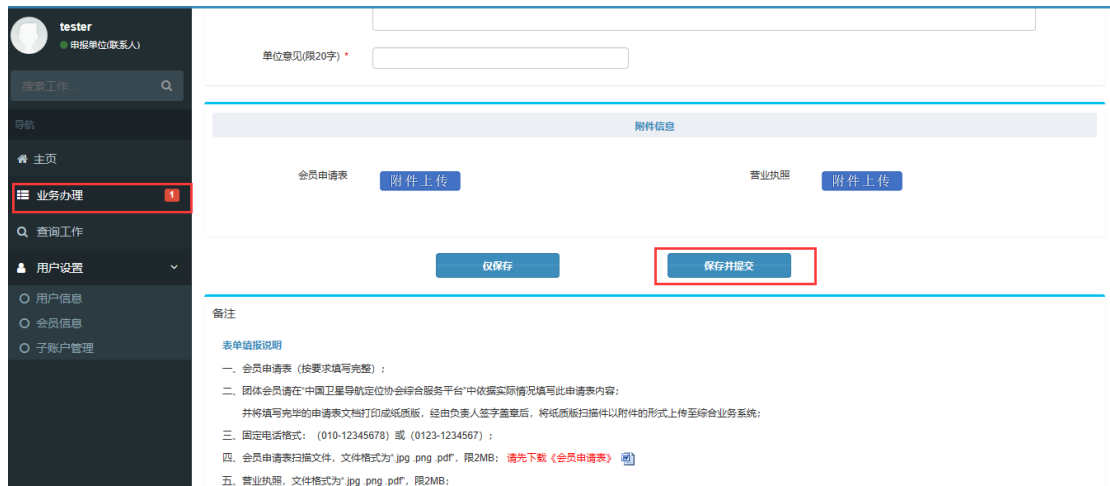 tester
申报单位(联系人)
搜索工作...
导航
主页
业务办理 1
查询工作
用户设置
用户信息
会员信息
子账户管理
单位意见(限20字) *
附件信息
会员申请表 附件上传 营业执照 附件上传
仅保存 保存并提交
备注
表单填报说明
一、会员申请表（按要求填写完整）;
二、团体会员请在“中国卫星导航定位协会综合服务平台”中依据实际情况填写此申请表内容;
并将填写完毕的申请表文档打印成纸质版，经由负责人签字盖章后，将纸质版扫描件以附件的形式上传至综合业务系统;
三、固定电话格式：（010-12345678）或（0123-1234567）;
四、会员申请表扫描文件，文件格式为“.jpg .png .pdf”，限2MB; 请先下载《会员申请表》
五、营业执照，文件格式为“.jpg .png .pdf”，限2MB;